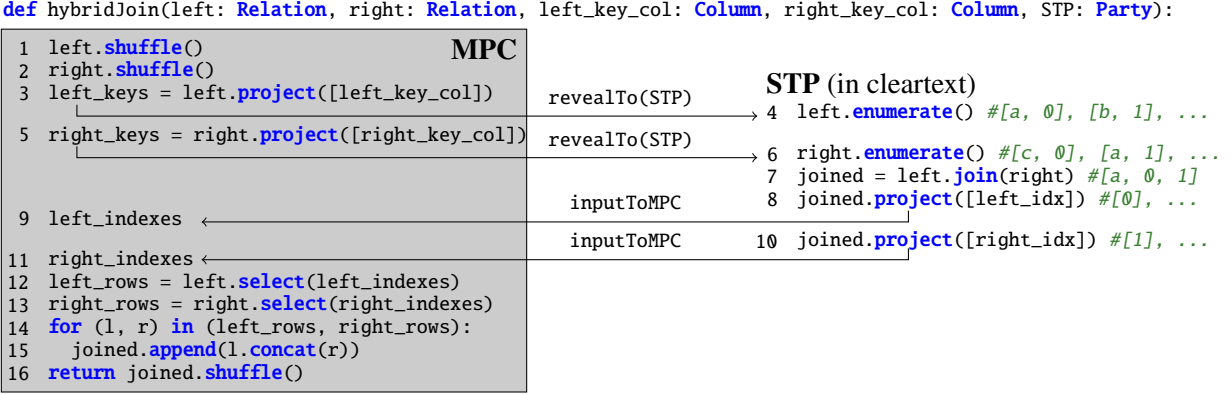 def hybridJoin(left: Relation, right: Relation, left_key_col: Column, right_key_col: Column, STP: Party):
MPC
1 left.shuffle()
2 right.shuffle()
3 left_keys = left.project([left_key_col])
revealTo(STP)
STP (in cleartext)
4 left.enumerate() #[a, 0], [b, 1], ...
5 right_keys = right.project([right_key_col])
revealTo(STP)
6 right.enumerate() #[c, 0], [a, 1], ...
7 joined = left.join(right) #[a, 0, 1]
8 joined.project([left_idx]) #[0], ...
inputToMPC
9 left_indexes
10 joined.project([right_idx]) #[1], ...
inputToMPC
11 right_indexes
12 left_rows = left.select(left_indexes)
13 right_rows = right.select(right_indexes)
14 for (l, r) in (left_rows, right_rows):
15 joined.append(l.concat(r))
16 return joined.shuffle()